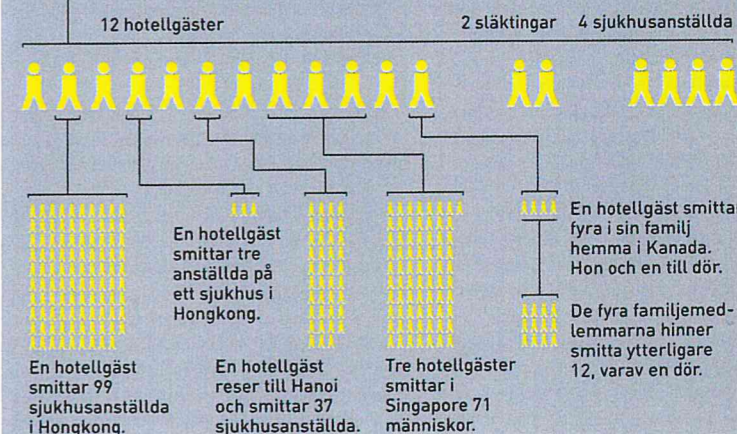 12 hotellgäster
2 släktingar
4 sjukhusanställda
En hotellgäst
smittar tre
anställda på
ett sjukhus i
Hongkong.
En hotellgäst smittar
fyra i sin familj
hemma i Kanada.
Hon och en till dör.
De fyra familjemed-
lemmarna hinner
smitta ytterligare
12, varav en dör.
En hotellgäst
smittar 99
sjukhusanställda
i Hongkong.
En hotellgäst
reser till Hanoi
och smittar 37
sjukhusanställda.
Tre hotellgäster
smittar i
Singapore 71
människor.